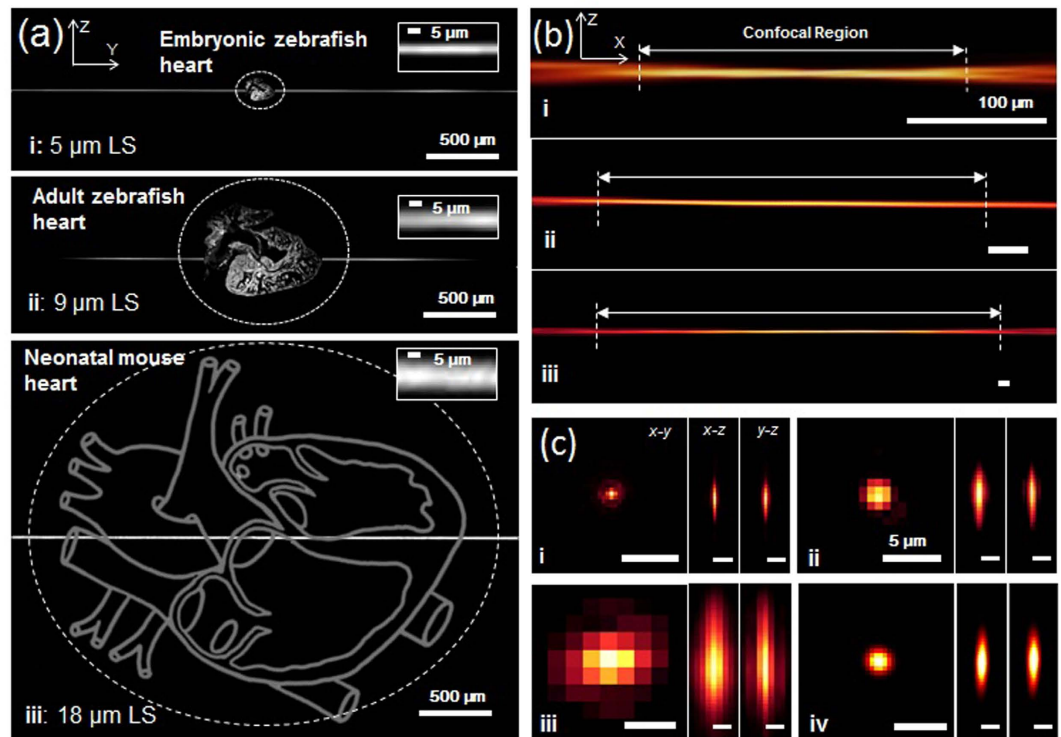 (a)
Z
Y
Embryonic zebrafish
heart
5 µm
i: 5 µm LS
500 µm
Adult zebrafish
heart
5 µm
ii: 9 µm LS
500 µm
Neonatal mouse
heart
5 µm
iii: 18 µm LS
500 µm
(b)
Z
X
Confocal Region
100 µm
i
ii
iii
(c)
x-y
x-z
y-z
i
5 µm
ii
iii
iv